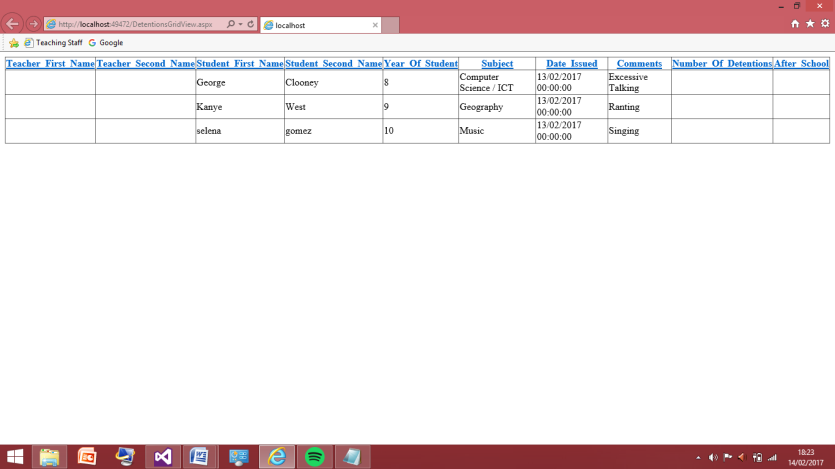 http://localhost:49472/DetentionsGridView.aspx
localhost
Teaching Staff Google
Teacher_First_Name Teacher_Second_Name Student_First_Name Student_Second_Name Year_Of_Student Subject Date_Issued Comments Number_Of_Detentions After_School
George Clooney 8 Computer Science / ICT 13/02/2017 00:00:00 Excessive Talking
Kanye West 9 Geography 13/02/2017 00:00:00 Ranting
selena gomez 10 Music 13/02/2017 00:00:00 Singing
18:23
14/02/2017